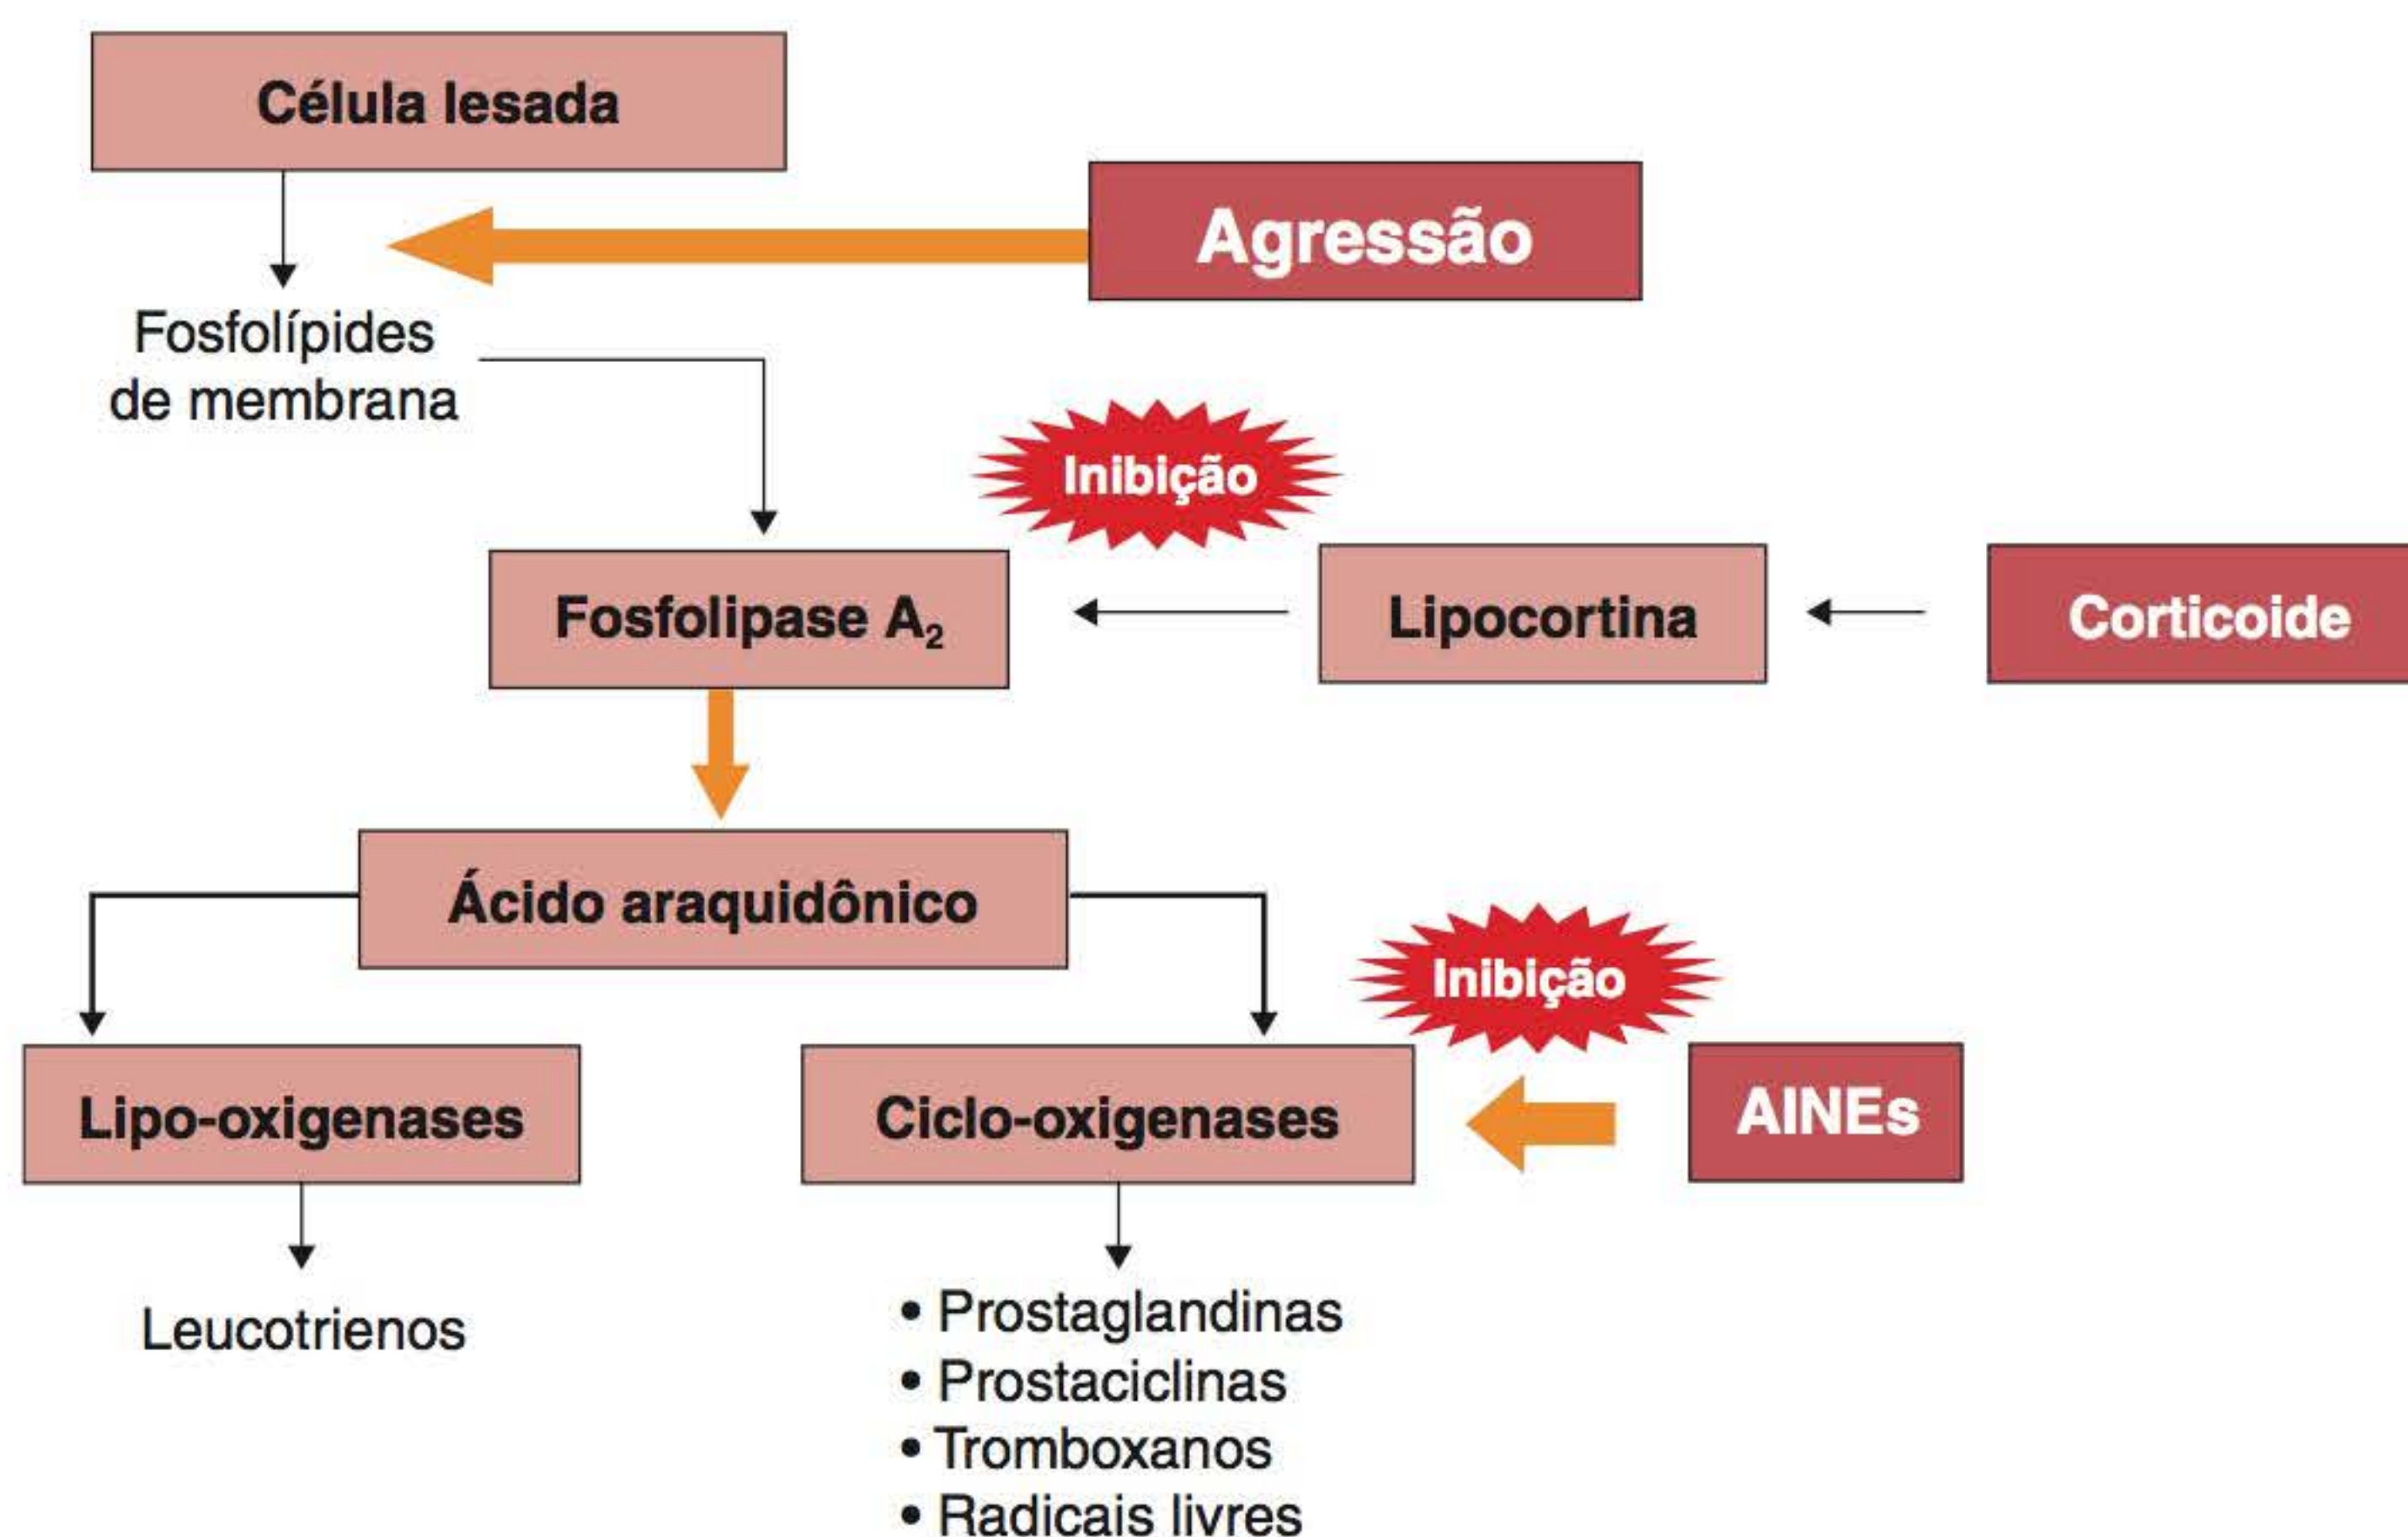 Célula lesada
Agressão
Fosfolípides
de membrana
Inibição
Fosfolipase A₂
Lipocortina
Corticoide
Ácido araquidônico
Inibição
Lipo-oxigenases
Ciclo-oxigenases
AINEs
Leucotrienos
• Prostaglandinas
• Prostaciclinas
• Tromboxanos
• Radicais livres